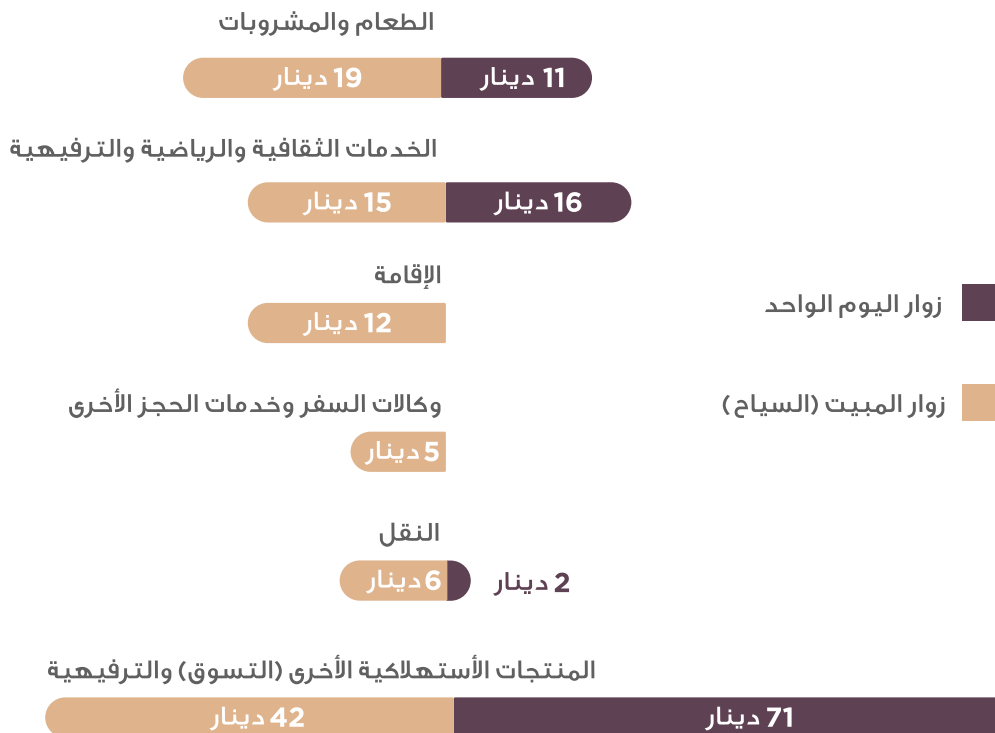 الطعام والمشروبات
11 دينار
19 دينار
الخدمات الثقافية والرياضية والترفيهية
16 دينار
15 دينار
الإقامة
12 دينار
زوار اليوم الواحد
وكالات السفر وخدمات الحجز الأخرى
زوار المبيت (السياح)
5 دينار
النقل
2 دينار
6 دينار
المنتجات الأستهلاكية الأخرى (التسوق) والترفيهية
71 دينار
42 دينار